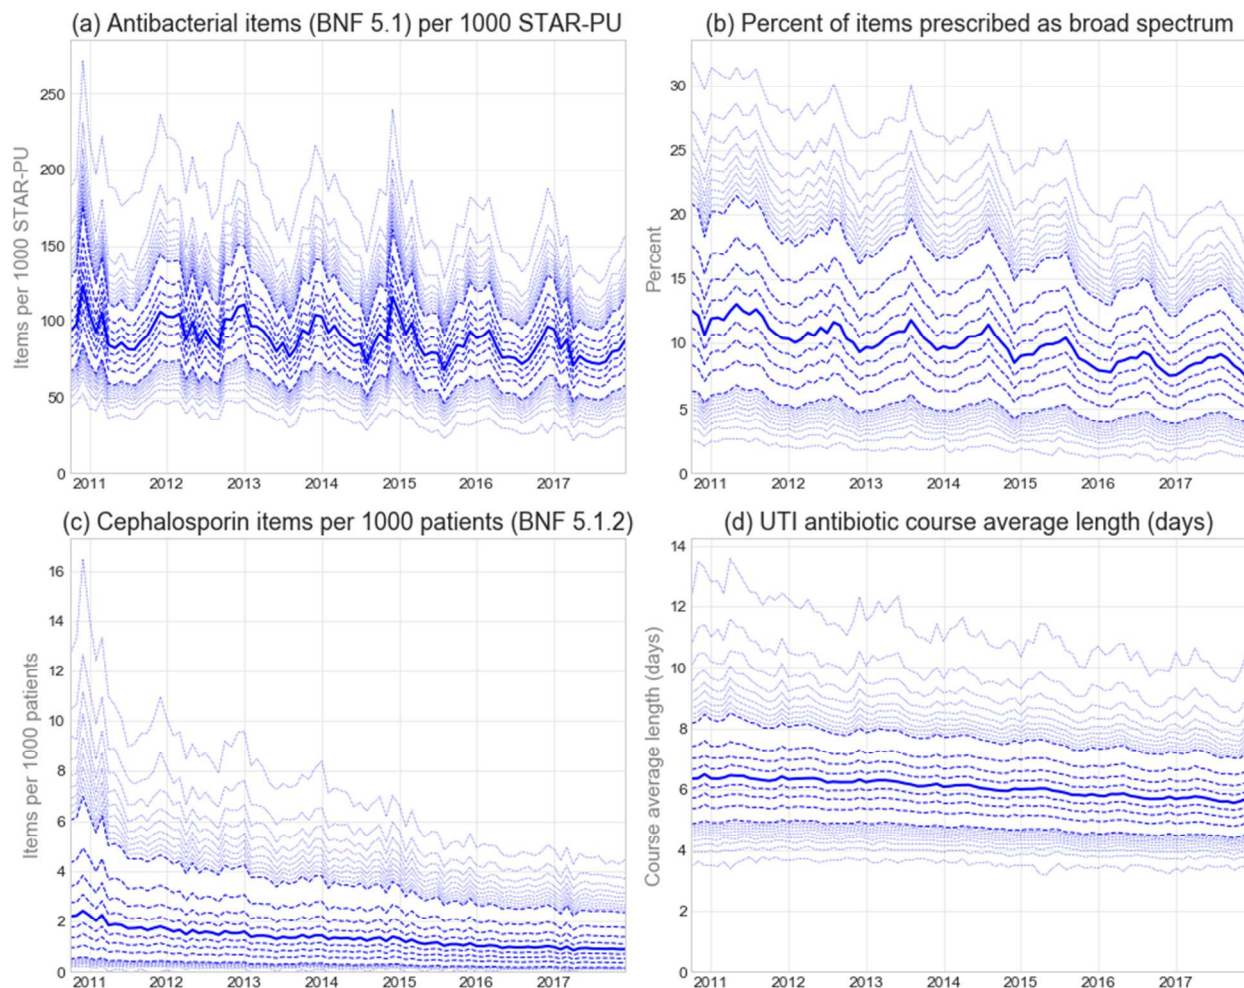 (a) Antibacterial items (BNF 5.1) per 1000 STAR-PU
Items per 1000 STAR-PU
250
200
150
100
50
0
2011 2012 2013 2014 2015 2016 2017
(b) Percent of items prescribed as broad spectrum
Percent
30
25
20
15
10
5
0
2011 2012 2013 2014 2015 2016 2017
(c) Cephalosporin items per 1000 patients (BNF 5.1.2)
Items per 1000 patients
16
14
12
10
8
6
4
2
0
2011 2012 2013 2014 2015 2016 2017
(d) UTI antibiotic course average length (days)
Course average length (days)
14
12
10
8
6
4
2
0
2011 2012 2013 2014 2015 2016 2017